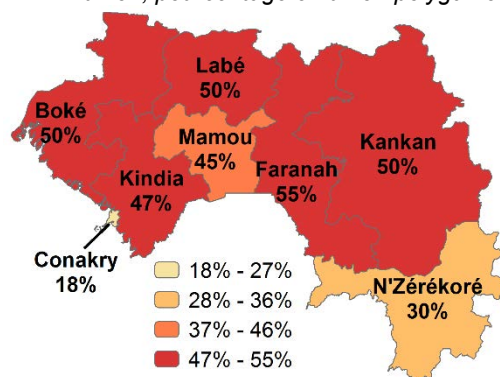 Labé
50%
Boké
50%
Mamou
45%
Kankan
50%
Kindia
47%
Faranah
55%
Conakry
18%
N'Zérékoré
30%
18% - 27%
28% - 36%
37% - 46%
47% - 55%